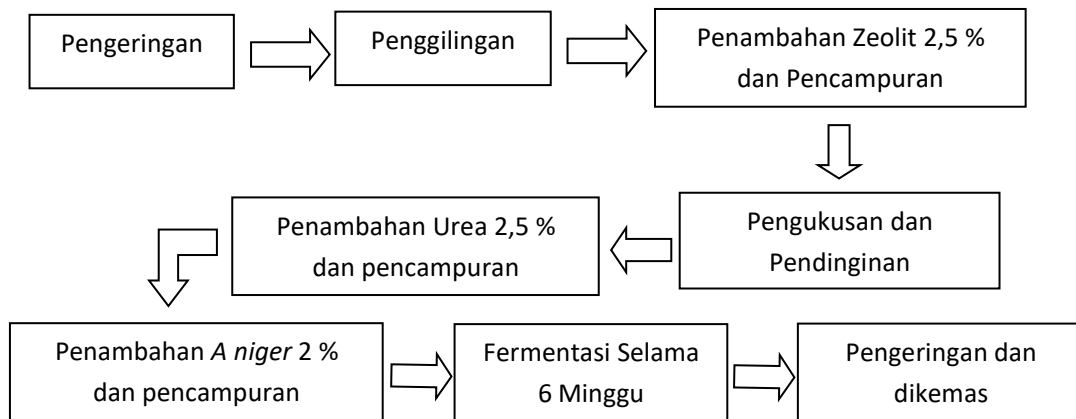 Pengeringan
Penggilingan
Penambahan Zeolit 2,5 %
dan Pencampuran
Pengukusan dan
Pendinginan
Penambahan Urea 2,5 %
dan pencampuran
Penambahan A niger 2 %
dan pencampuran
Fermentasi Selama
6 Minggu
Pengeringan dan
dikemas